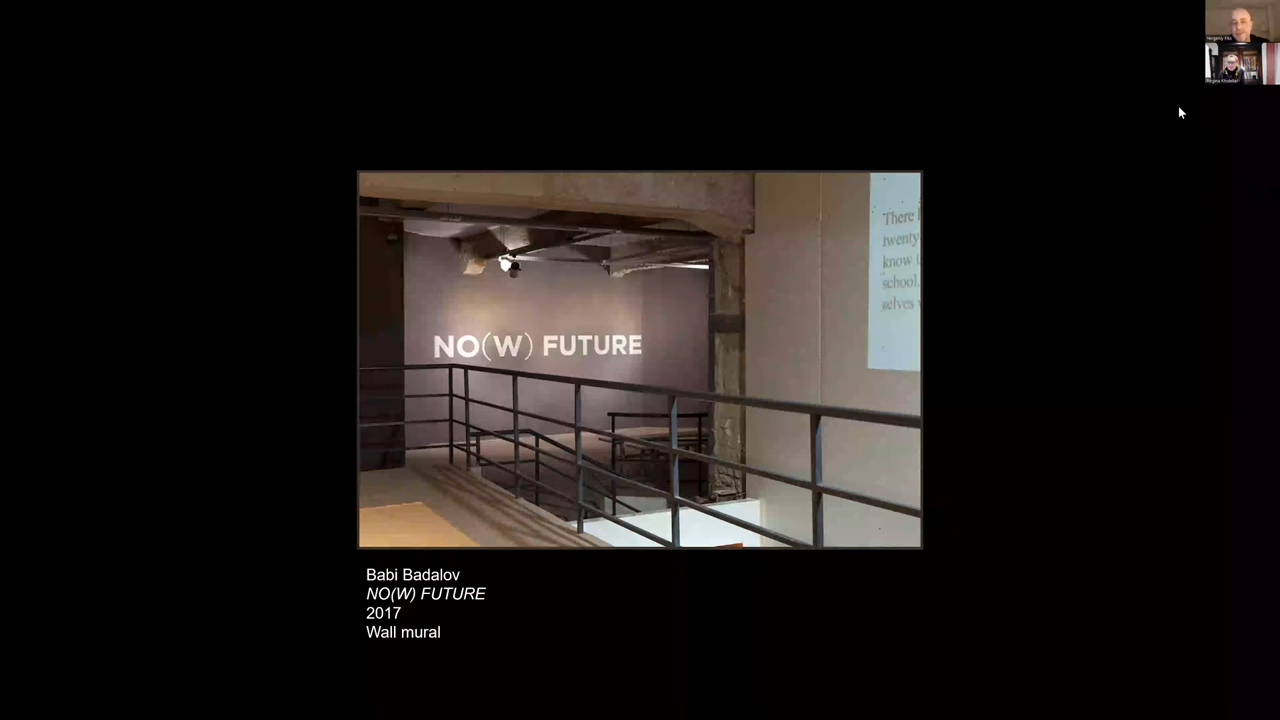 NO(W) FUTURE
There
twenty
know
school.
selves
Babi Badalov
NO(W) FUTURE
2017
Wall mural